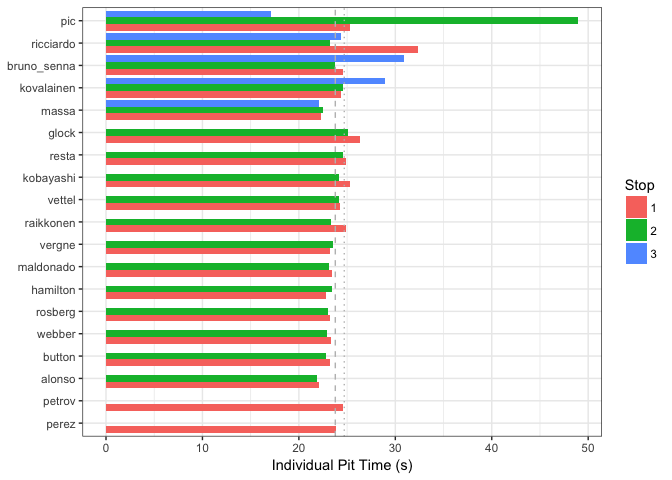 pic
ricciardo
bruno_senna
kovalainen
massa
glock
resta
kobayashi
vettel
raikkonen
vergne
maldonado
hamilton
rosberg
webber
button
alonso
petrov
perez
0 10 20 30 40 50
Individual Pit Time (s)
Stop
1
2
3